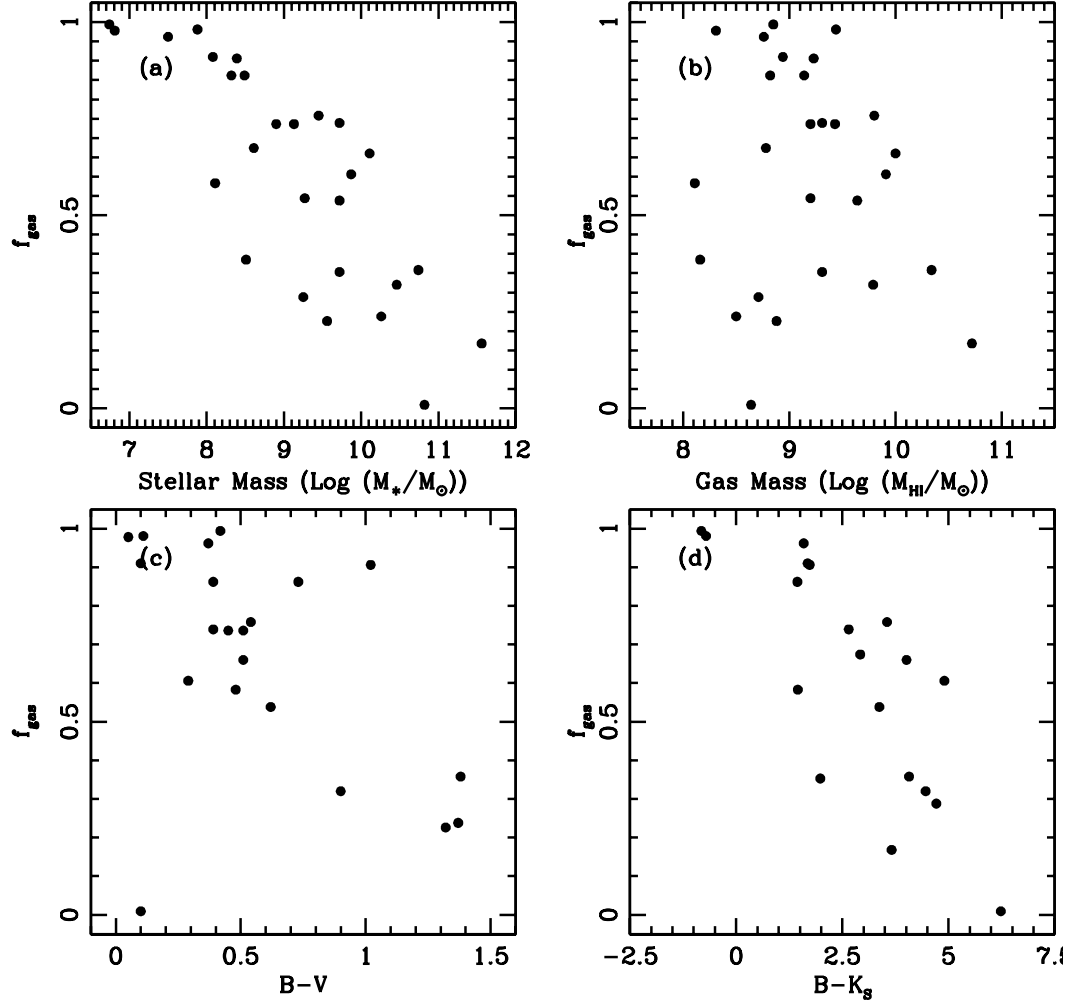 1
(a)
(b)
0.5
0.5
f_gas
f_gas
0
0
7 8 9 10 11 12
8 9 10 11
Stellar Mass (Log (M_*/M_⊙))
Gas Mass (Log (M_HI/M_⊙))
1
1
(c)
(d)
0.5
0.5
f_gas
f_gas
0
0
0 0.5 1 1.5
-2.5 0 2.5 5 7.
B-V
B-K_S